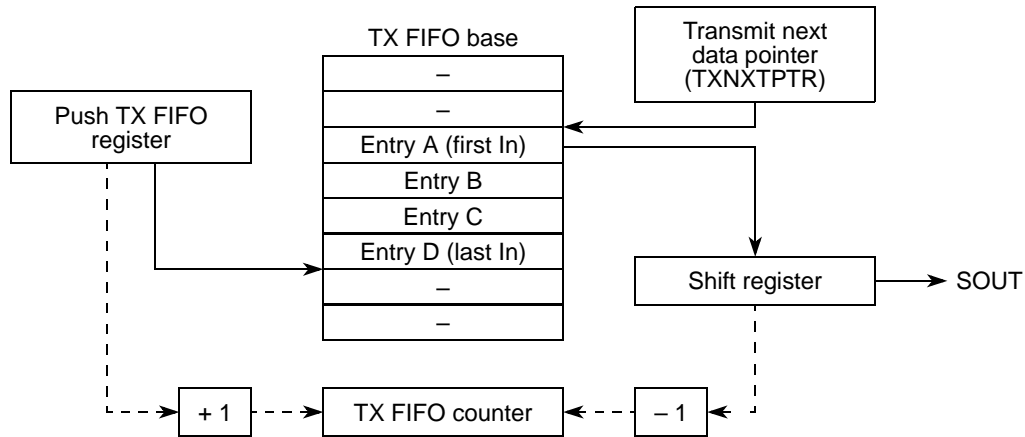 TX FIFO base
Transmit next
data pointer
(TXNXTPTR)
Push TX FIFO
register
–
–
Entry A (first In)
Entry B
Entry C
Entry D (last In)
–
–
Shift register
SOUT
+ 1
TX FIFO counter
– 1